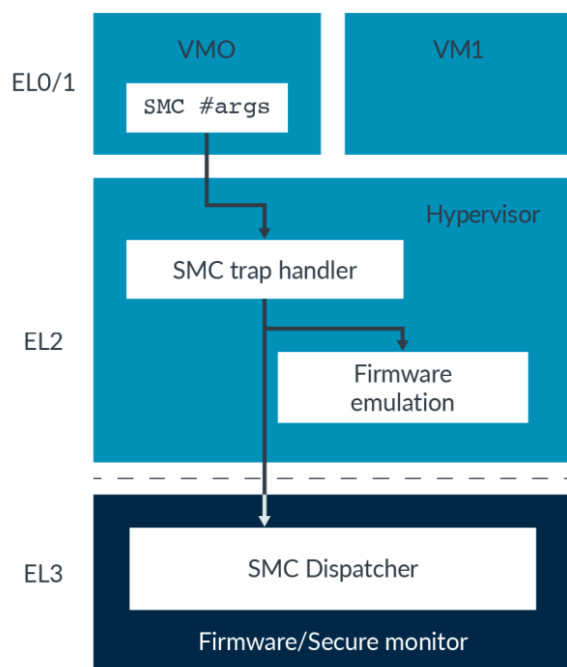 VM0
VM1
EL0/1
SMC #args
Hypervisor
SMC trap handler
EL2
Firmware
emulation
EL3
SMC Dispatcher
Firmware/Secure monitor